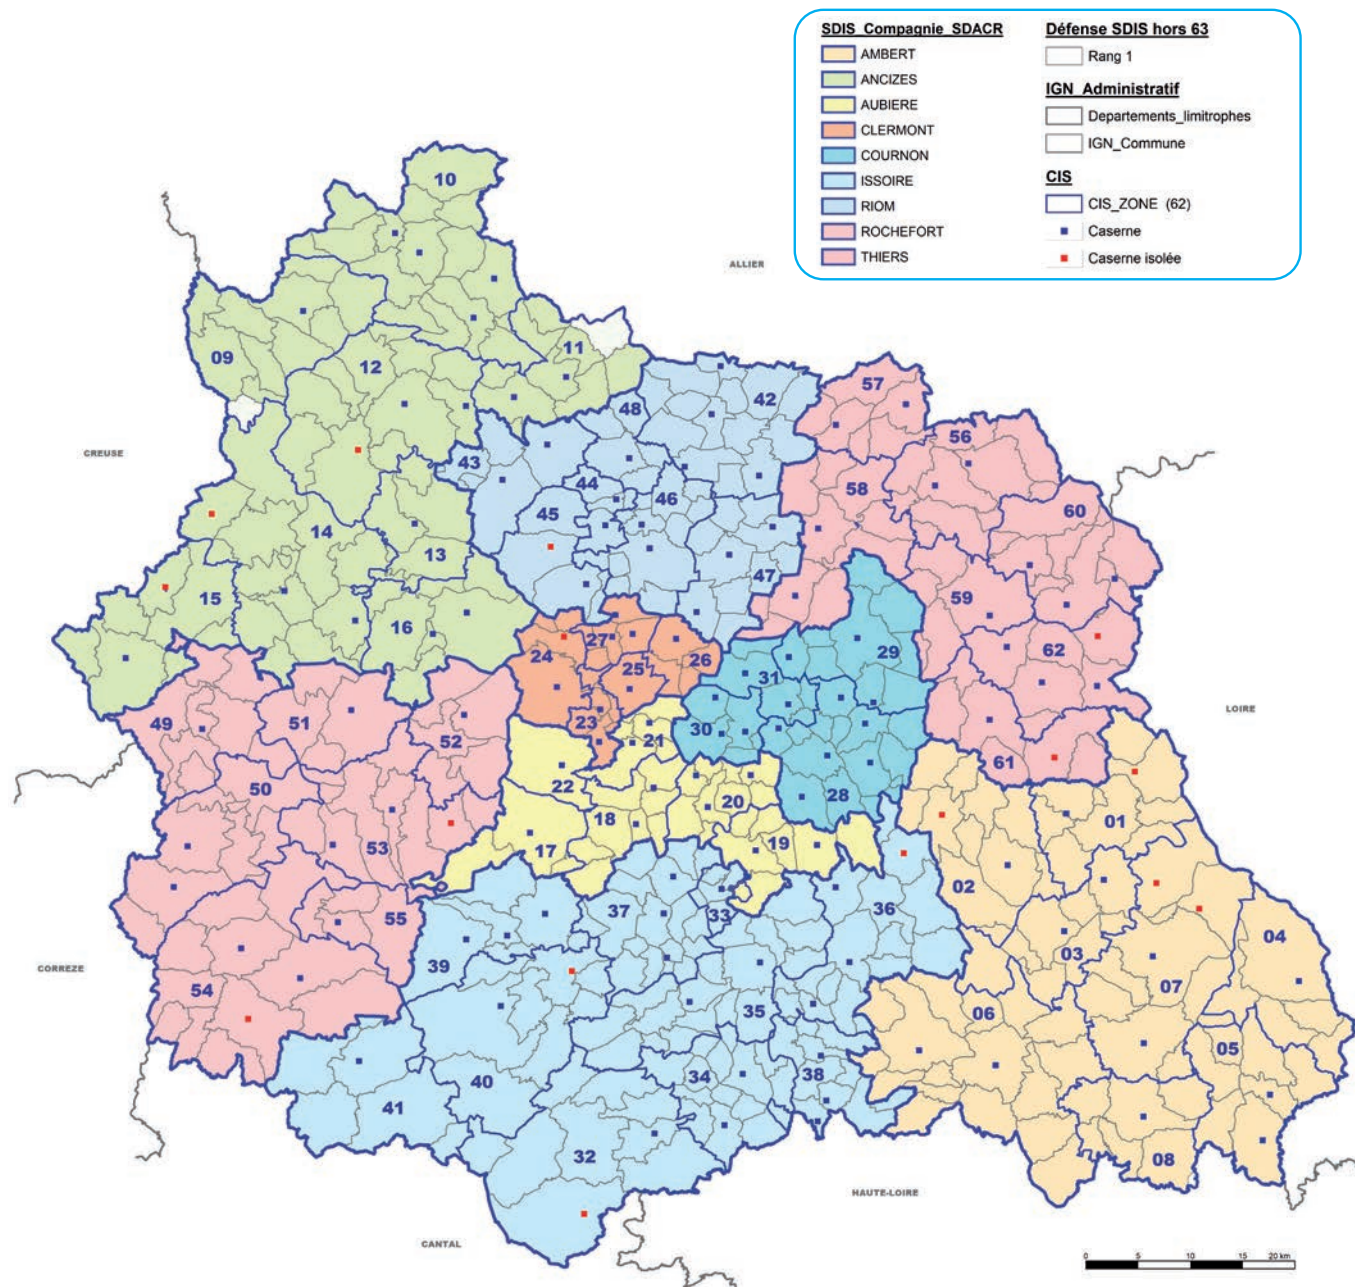 SDIS_Compagnie_SDACR
AMBERT
ANCIZES
AUBIERE
CLERMONT
COURNON
ISSOIRE
RIOM
ROCHEFORT
THIERS
Défense SDIS hors 63
Rang 1
IGN_Administratif
Departements_limitrophes
IGN_Commune
CIS
CIS_ZONE (62)
Caserne
Caserne isolée
10
ALLIER
11
09
12
57
42
48
56
CREUSE
43
44
46
58
45
60
14
13
47
15
59
16
27
62
24
26
29
25
31
49
51
23
LOIRE
52
30
21
61
50
22
20
28
18
01
53
19
17
02
33
36
37
55
04
39
03
CORREZE
54
07
35
06
05
34
38
40
41
32
08
HAUTE-LOIRE
CANTAL
0 5 10 15 20 km